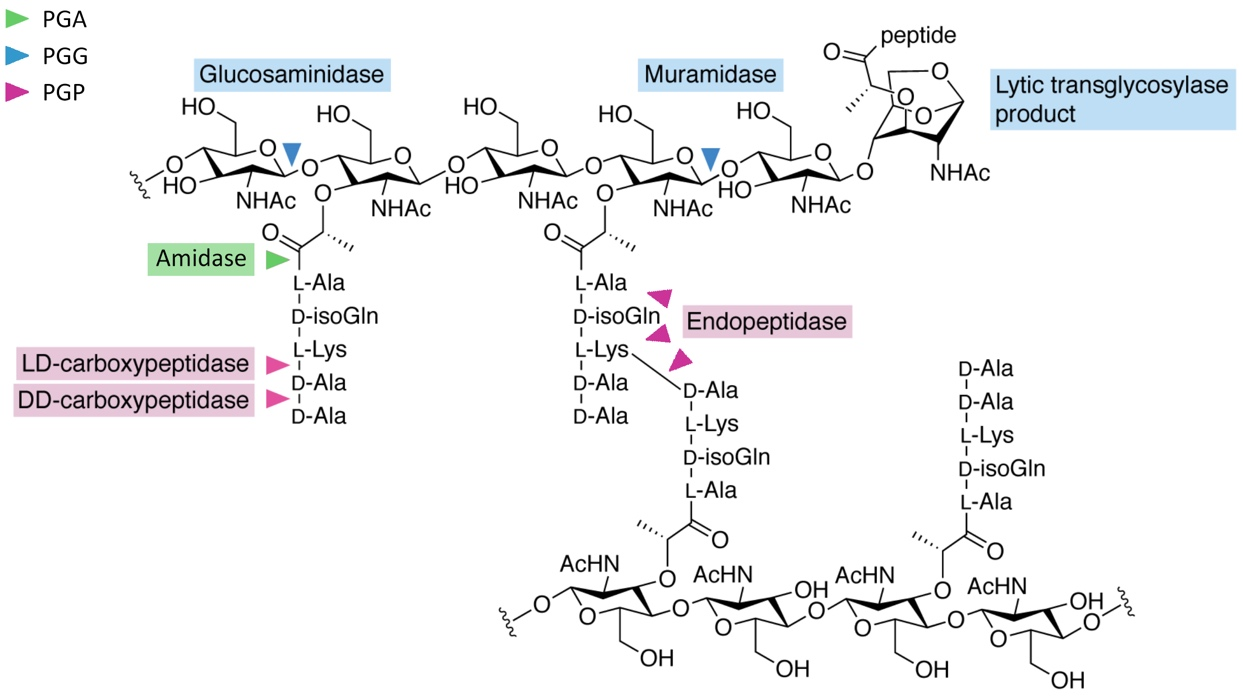 PGA
PGG
PGP
Glucosaminidase
Muramidase
Lytic transglycosylase
product
peptide
O
O
O
O
NHAc
HO
HO
HO
HO
HO
O
O
O
O
O
O
O
O
O
O
O
HO
HO
HO
O
O
NHAc
NHAc
NHAc
NHAc
NHAc
O
O
Amidase
L-Ala
D-isoGln
L-Lys
D-Ala
D-Ala
LD-carboxypeptidase
DD-carboxypeptidase
L-Ala
D-isoGln
L-Lys
D-Ala
D-Ala
Endopeptidase
D-Ala
L-Lys
D-isoGln
L-Ala
O
D-Ala
D-Ala
L-Lys
D-isoGln
L-Ala
O
AcHN
O
AcHN
OH
AcHN
O
AcHN
OH
O
O
O
O
O
O
O
O
O
OH
OH
OH
OH